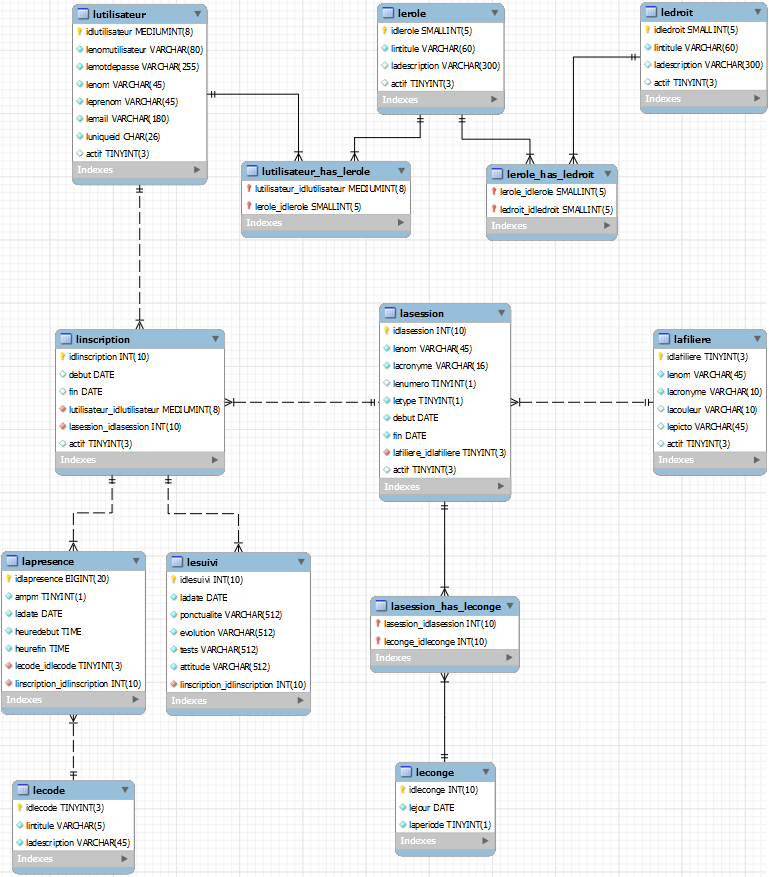 lutilisateur
idlutilisateur MEDIUMINT(8)
lenomutilisateur VARCHAR(80)
lemotdepasse VARCHAR(255)
lenom VARCHAR(45)
leprenom VARCHAR(45)
lemail VARCHAR(180)
luniqueid CHAR(26)
actif TINYINT(3)
Indexes
lerole
idlerole SMALLINT(5)
lintitule VARCHAR(60)
ladescription VARCHAR(300)
actif TINYINT(3)
Indexes
ledroit
idledroit SMALLINT(5)
lintitule VARCHAR(60)
ladescription VARCHAR(300)
actif TINYINT(3)
Indexes
lutilisateur_has_lerole
lutilisateur_idlutilisateur MEDIUMINT(8)
lerole_idlerole SMALLINT(5)
Indexes
lerole_has_ledroit
lerole_idlerole SMALLINT(5)
ledroit_idledroit SMALLINT(5)
Indexes
linscription
idlinscription INT(10)
debut DATE
fin DATE
lutilisateur_idlutilisateur MEDIUMINT(8)
lasession_idlasession INT(10)
actif TINYINT(3)
Indexes
lasession
idlasession INT(10)
lenom VARCHAR(45)
lacronyme VARCHAR(16)
lenumero TINYINT(1)
letype TINYINT(1)
debut DATE
fin DATE
lafiliere_idlafiliere TINYINT(3)
actif TINYINT(3)
Indexes
lafiliere
idlafiliere TINYINT(3)
lenom VARCHAR(45)
lacronyme VARCHAR(10)
lacouleur VARCHAR(10)
lepicto VARCHAR(45)
actif TINYINT(3)
Indexes
lapresence
idlapresence BIGINT(20)
ampm TINYINT(1)
ladate DATE
heuredebut TIME
heurefin TIME
lecode_idlecode TINYINT(3)
linscription_idlinscription INT(10)
Indexes
lesuivi
idlesuivi INT(10)
ladate DATE
ponctualite VARCHAR(512)
evolution VARCHAR(512)
tests VARCHAR(512)
attitude VARCHAR(512)
linscription_idlinscription INT(10)
Indexes
lasession_has_leconge
lasession_idlasession INT(10)
leconge_idleconge INT(10)
Indexes
lecode
idlecode TINYINT(3)
lintitule VARCHAR(5)
ladescription VARCHAR(45)
Indexes
leconge
idleconge INT(10)
lejour DATE
laperiode TINYINT(1)
Indexes